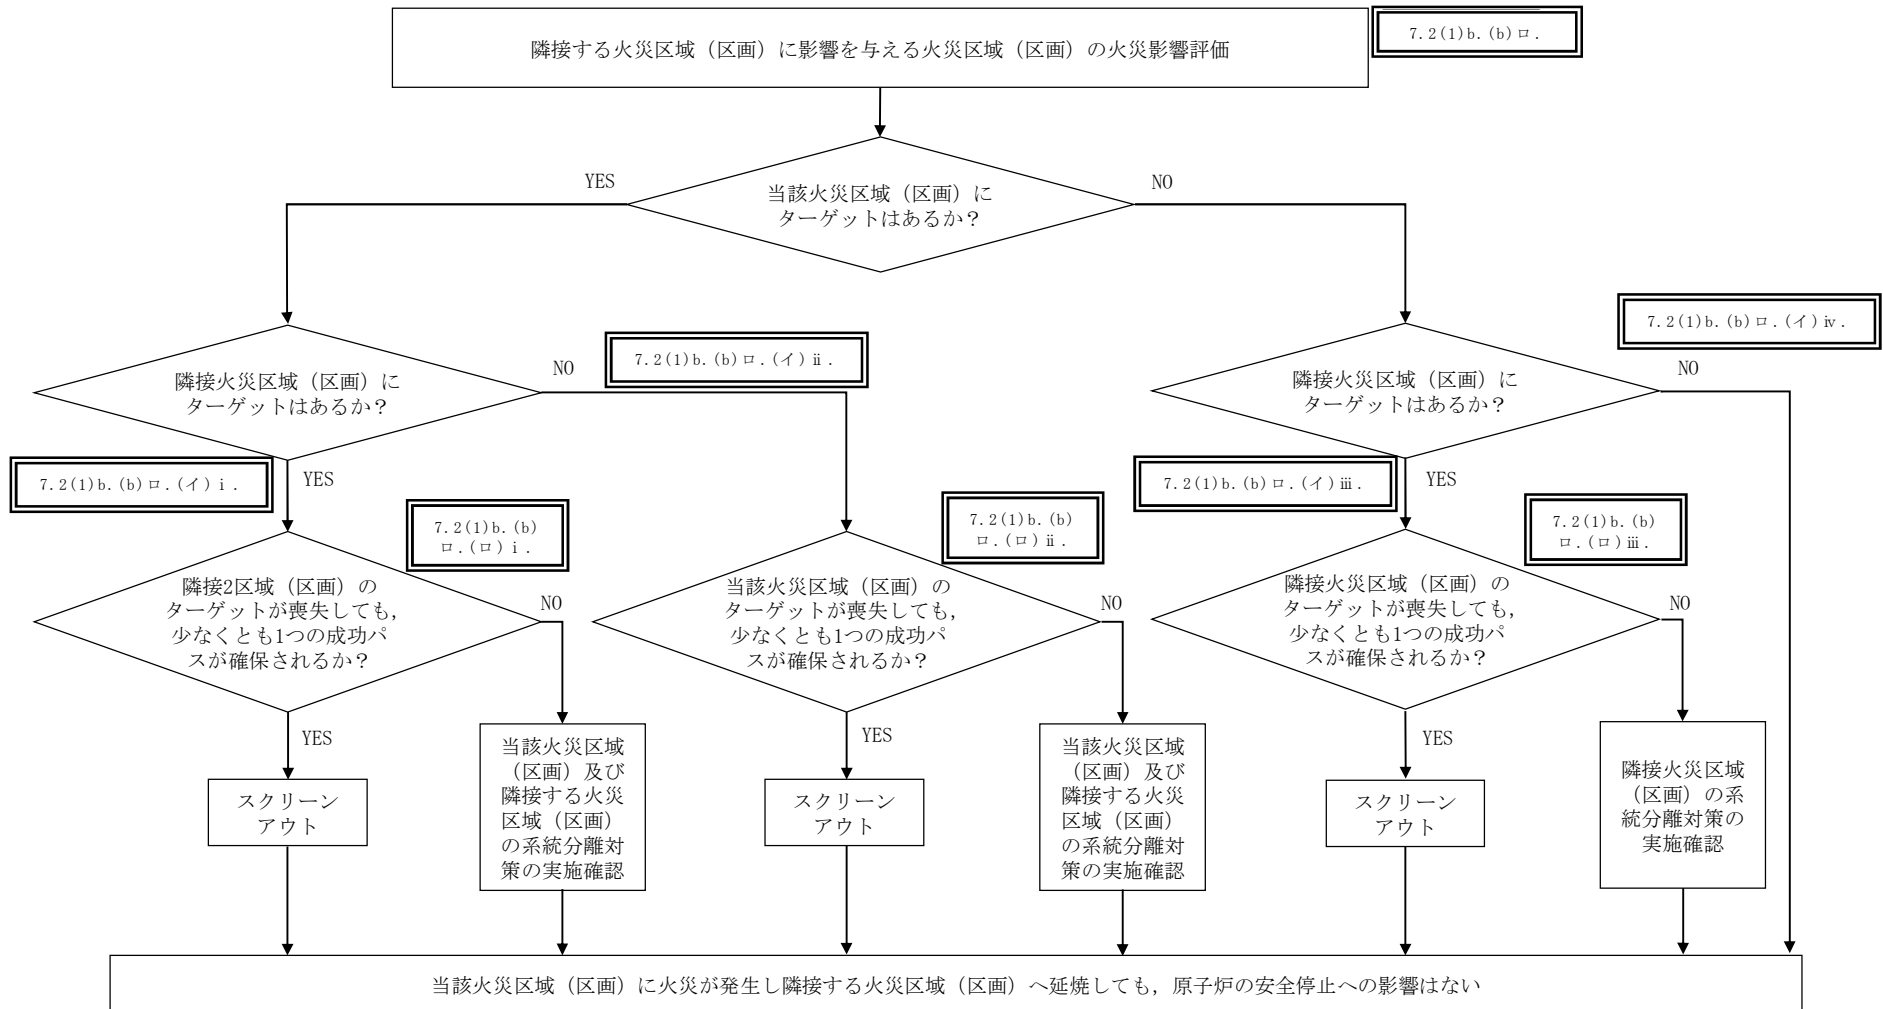 隣接する火災区域（区画）に影響を与える火災区域（区画）の火災影響評価
7.2(1)b.(b)ロ.
当該火災区域（区画）に
ターゲットはあるか？
YES
NO
隣接火災区域（区画）に
ターゲットはあるか？
NO
7.2(1)b.(b)ロ.(イ)ⅱ.
隣接火災区域（区画）に
ターゲットはあるか？
7.2(1)b.(b)ロ.(イ)ⅳ.
NO
7.2(1)b.(b)ロ.(イ)ⅰ.
YES
7.2(1)b.(b)ロ.(イ)ⅲ.
YES
7.2(1)b.(b)
ロ.(ロ)ⅰ.
7.2(1)b.(b)
ロ.(ロ)ⅱ.
7.2(1)b.(b)
ロ.(ロ)ⅲ.
隣接2区域（区画）の
ターゲットが喪失しても，
少なくとも1つの成功パ
スが確保されるか？
NO
当該火災区域（区画）の
ターゲットが喪失しても，
少なくとも1つの成功パ
スが確保されるか？
NO
隣接火災区域（区画）の
ターゲットが喪失しても，
少なくとも1つの成功パ
スが確保されるか？
NO
YES
スクリーン
アウト
当該火災区域
（区画）及び
隣接する火災
区域（区画）
の系統分離対
策の実施確認
YES
スクリーン
アウト
当該火災区域
（区画）及び
隣接する火災
区域（区画）
の系統分離対
策の実施確認
YES
スクリーン
アウト
隣接火災区域
（区画）の系
統分離対策の
実施確認
当該火災区域（区画）に火災が発生し隣接する火災区域（区画）へ延焼しても，原子炉の安全停止への影響はない